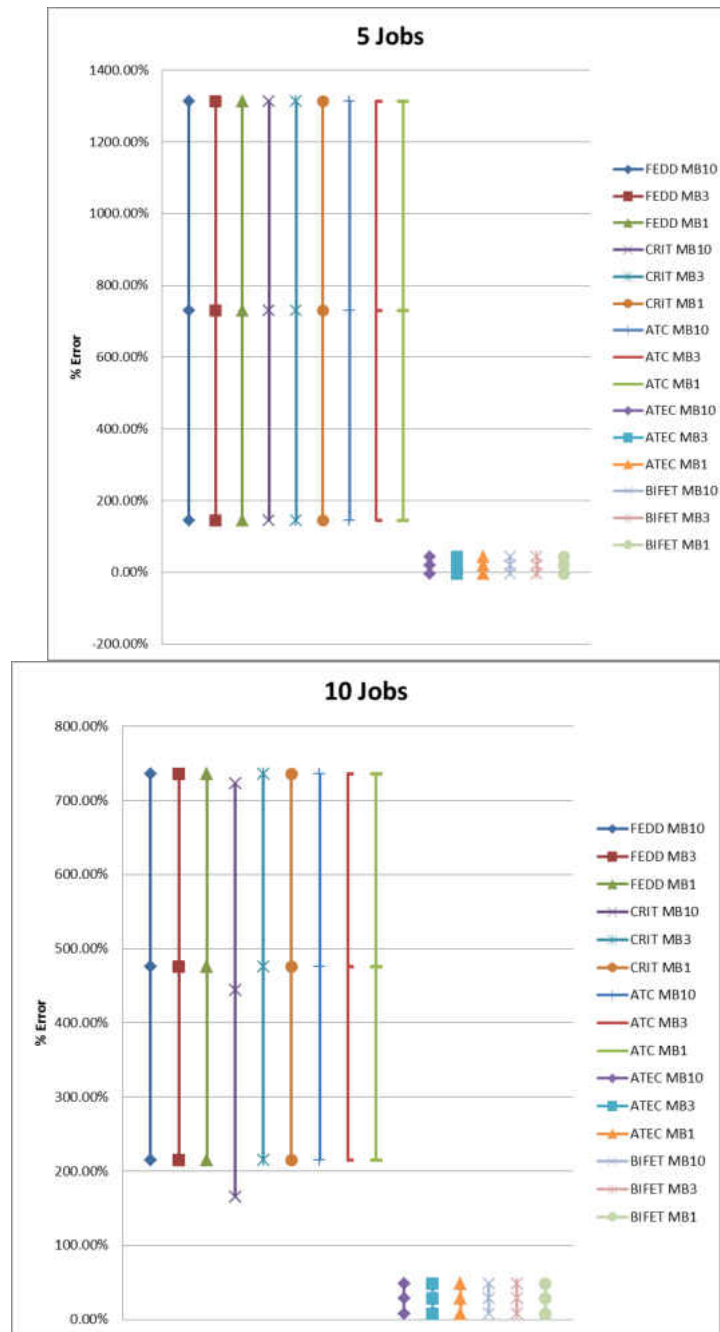 5 Jobs
1400.00%
1200.00%
1000.00%
800.00%
600.00%
400.00%
200.00%
0.00%
-200.00%
% Error
FEDD MB10
FEDD MB3
FEDD MB1
CRIT MB10
CRIT MB3
CRIT MB1
ATC MB10
ATC MB3
ATC MB1
ATEC MB10
ATEC MB3
ATEC MB1
BIFET MB10
BIFET MB3
BIFET MB1
10 Jobs
800.00%
700.00%
600.00%
500.00%
400.00%
300.00%
200.00%
100.00%
0.00%
% Error
FEDD MB10
FEDD MB3
FEDD MB1
CRIT MB10
CRIT MB3
CRIT MB1
ATC MB10
ATC MB3
ATC MB1
ATEC MB10
ATEC MB3
ATEC MB1
BIFET MB10
BIFET MB3
BIFET MB1